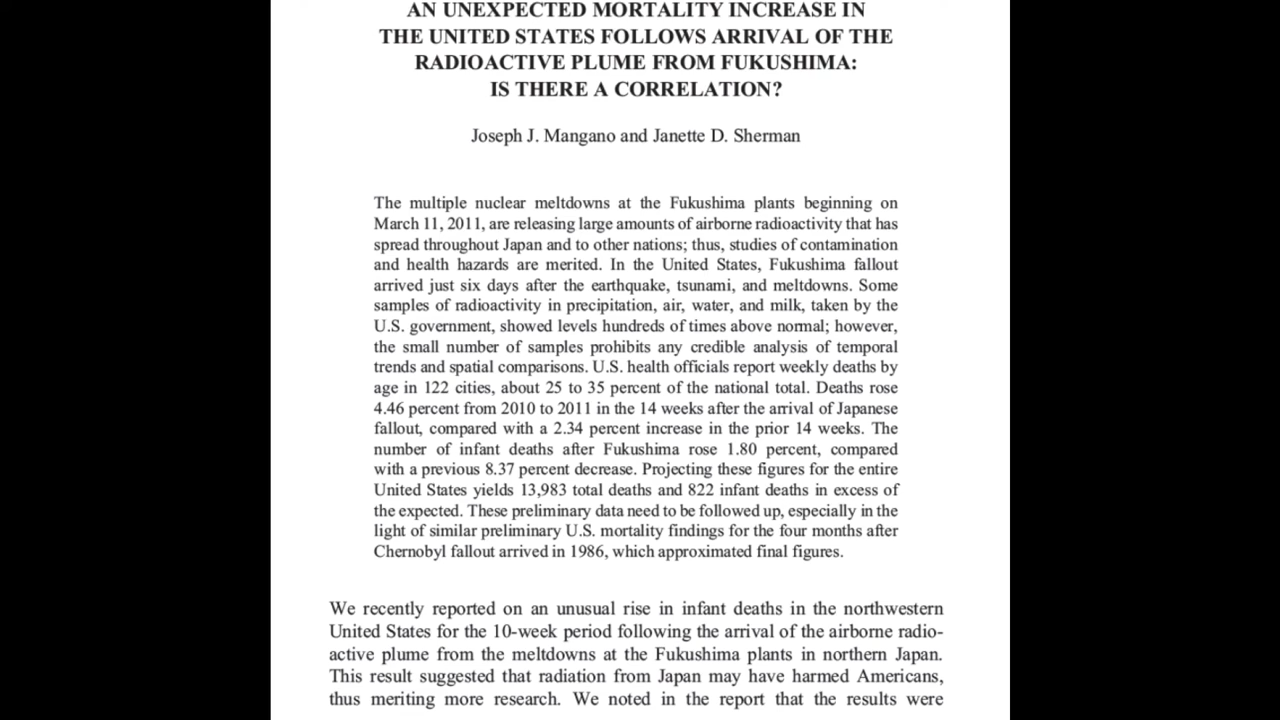 AN UNEXPECTED MORTALITY INCREASE IN
THE UNITED STATES FOLLOWS ARRIVAL OF THE
RADIOACTIVE PLUME FROM FUKUSHIMA:
IS THERE A CORRELATION?
Joseph J. Mangano and Janette D. Sherman
The multiple nuclear meltdowns at the Fukushima plants beginning on
March 11, 2011, are releasing large amounts of airborne radioactivity that has
spread throughout Japan and to other nations; thus, studies of contamination
and health hazards are merited. In the United States, Fukushima fallout
arrived just six days after the earthquake, tsunami, and meltdowns. Some
samples of radioactivity in precipitation, air, water, and milk, taken by the
U.S. government, showed levels hundreds of times above normal; however,
the small number of samples prohibits any credible analysis of temporal
trends and spatial comparisons. U.S. health officials report weekly deaths by
age in 122 cities, about 25 to 35 percent of the national total. Deaths rose
4.46 percent from 2010 to 2011 in the 14 weeks after the arrival of Japanese
fallout, compared with a 2.34 percent increase in the prior 14 weeks. The
number of infant deaths after Fukushima rose 1.80 percent, compared
with a previous 8.37 percent decrease. Projecting these figures for the entire
United States yields 13,983 total deaths and 822 infant deaths in excess of
the expected. These preliminary data need to be followed up, especially in the
light of similar preliminary U.S. mortality findings for the four months after
Chernobyl fallout arrived in 1986, which approximated final figures.
We recently reported on an unusual rise in infant deaths in the northwestern
United States for the 10-week period following the arrival of the airborne radio-
active plume from the meltdowns at the Fukushima plants in northern Japan.
This result suggested that radiation from Japan may have harmed Americans,
thus meriting more research. We noted in the report that the results were